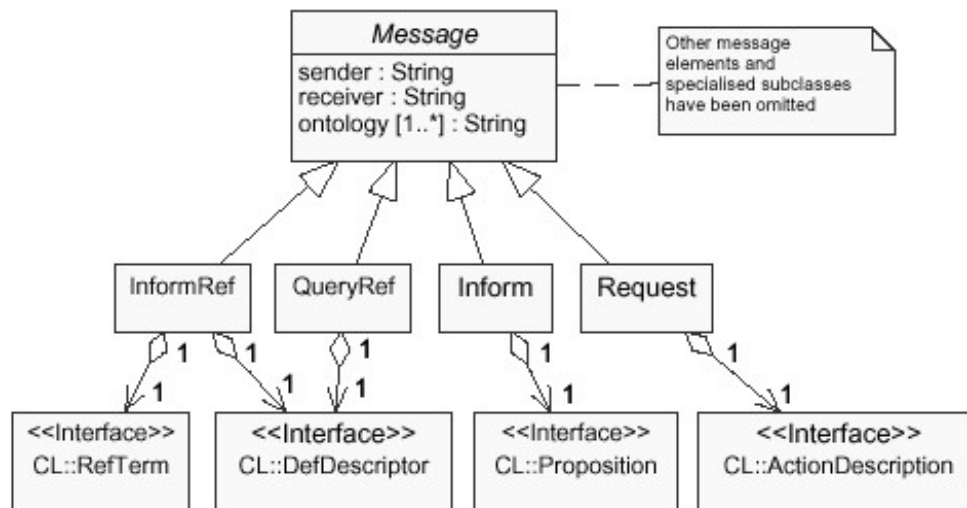 Message
sender : String
receiver : String
ontology [1..*] : String
Other message
elements and
specialised subclasses
have been omitted
InformRef
QueryRef
Inform
Request
1
1
1
1
1
1
1
1
1
1
<<Interface>>
CL::RefTerm
<<Interface>>
CL::DefDescriptor
<<Interface>>
CL::Proposition
<<Interface>>
CL::ActionDescription